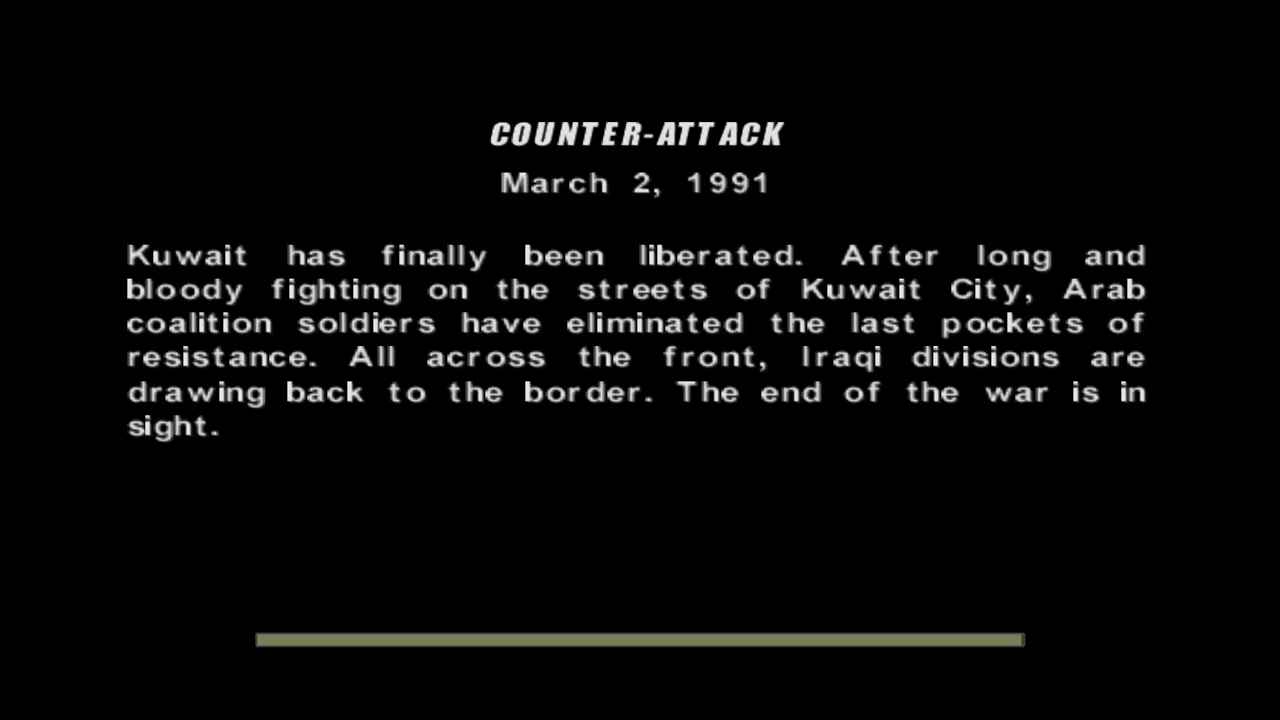 COUNTER-ATTACK
March 2, 1991
Kuwait has finally been liberated. After long and
bloody fighting on the streets of Kuwait City, Arab
coalition soldiers have eliminated the last pockets of
resistance. All across the front, Iraqi divisions are
drawing back to the border. The end of the war is in
sight.